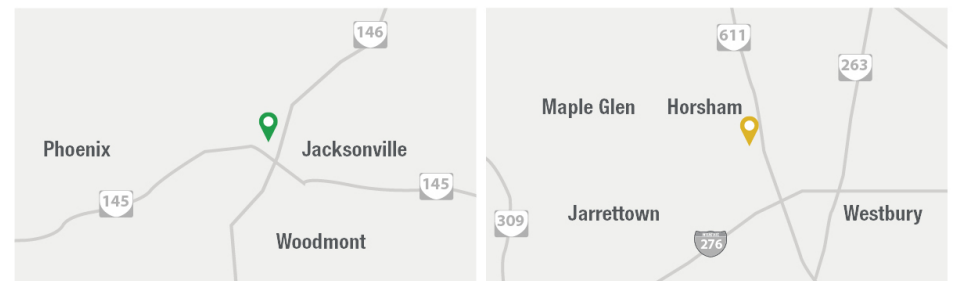 146
Phoenix
Jacksonville
145
145
Woodmont
611
263
Maple Glen
Horsham
309
Jarrettown
276
Westbury